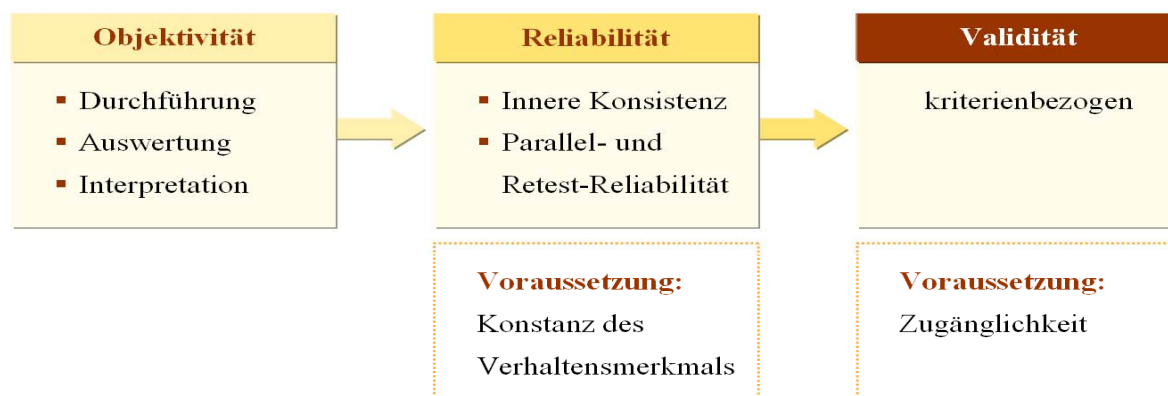 Objektivität
▪ Durchführung
▪ Auswertung
▪ Interpretation
Reliabilität
▪ Innere Konsistenz
▪ Parallel- und
Retest-Reliabilität
Voraussetzung:
Konstanz des
Verhaltensmerkmals
Validität
kriterienbezogen
Voraussetzung:
Zugänglichkeit